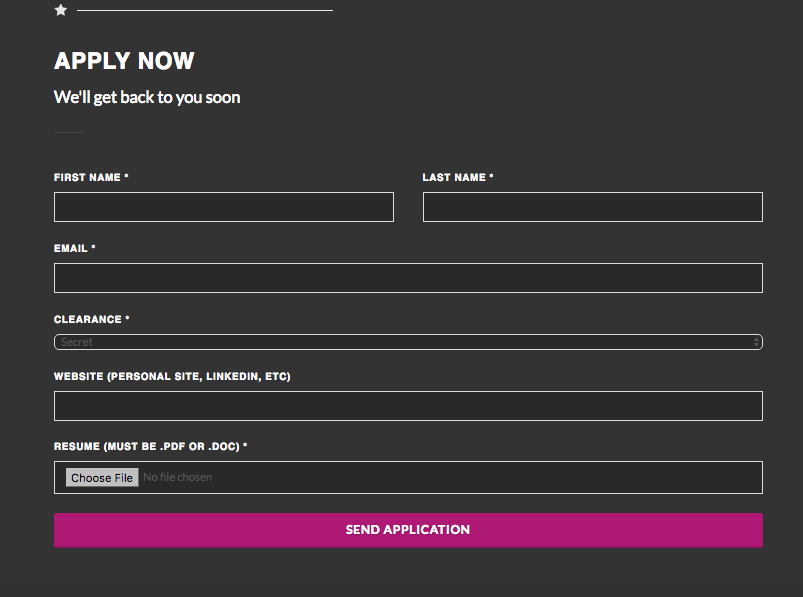 APPLY NOW
We'll get back to you soon
FIRST NAME * LAST NAME *
EMAIL *
CLEARANCE *
Secret
WEBSITE (PERSONAL SITE, LINKEDIN, ETC)
RESUME (MUST BE .PDF OR .DOC) *
Choose File No file chosen
SEND APPLICATION